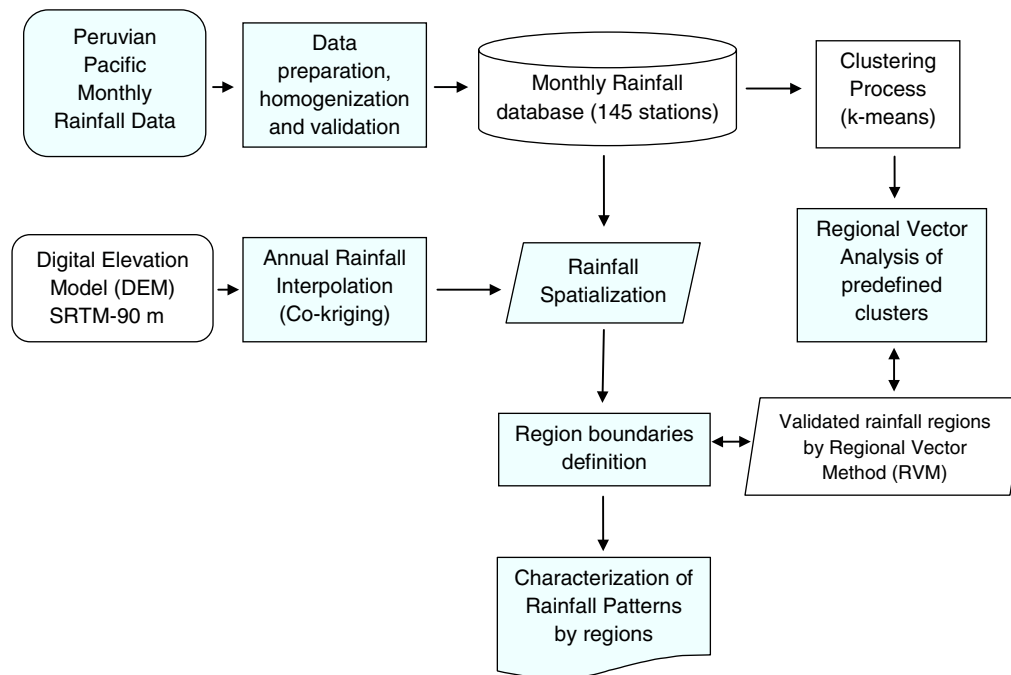 Peruvian
Pacific
Monthly
Rainfall Data
Data
preparation,
homogenization
and validation
Monthly Rainfall
database (145 stations)
Clustering
Process
(k-means)
Digital Elevation
Model (DEM)
SRTM-90 m
Annual Rainfall
Interpolation
(Co-kriging)
Rainfall
Spatialization
Regional Vector
Analysis of
predefined
clusters
Region boundaries
definition
Validated rainfall regions
by Regional Vector
Method (RVM)
Characterization of
Rainfall Patterns
by regions